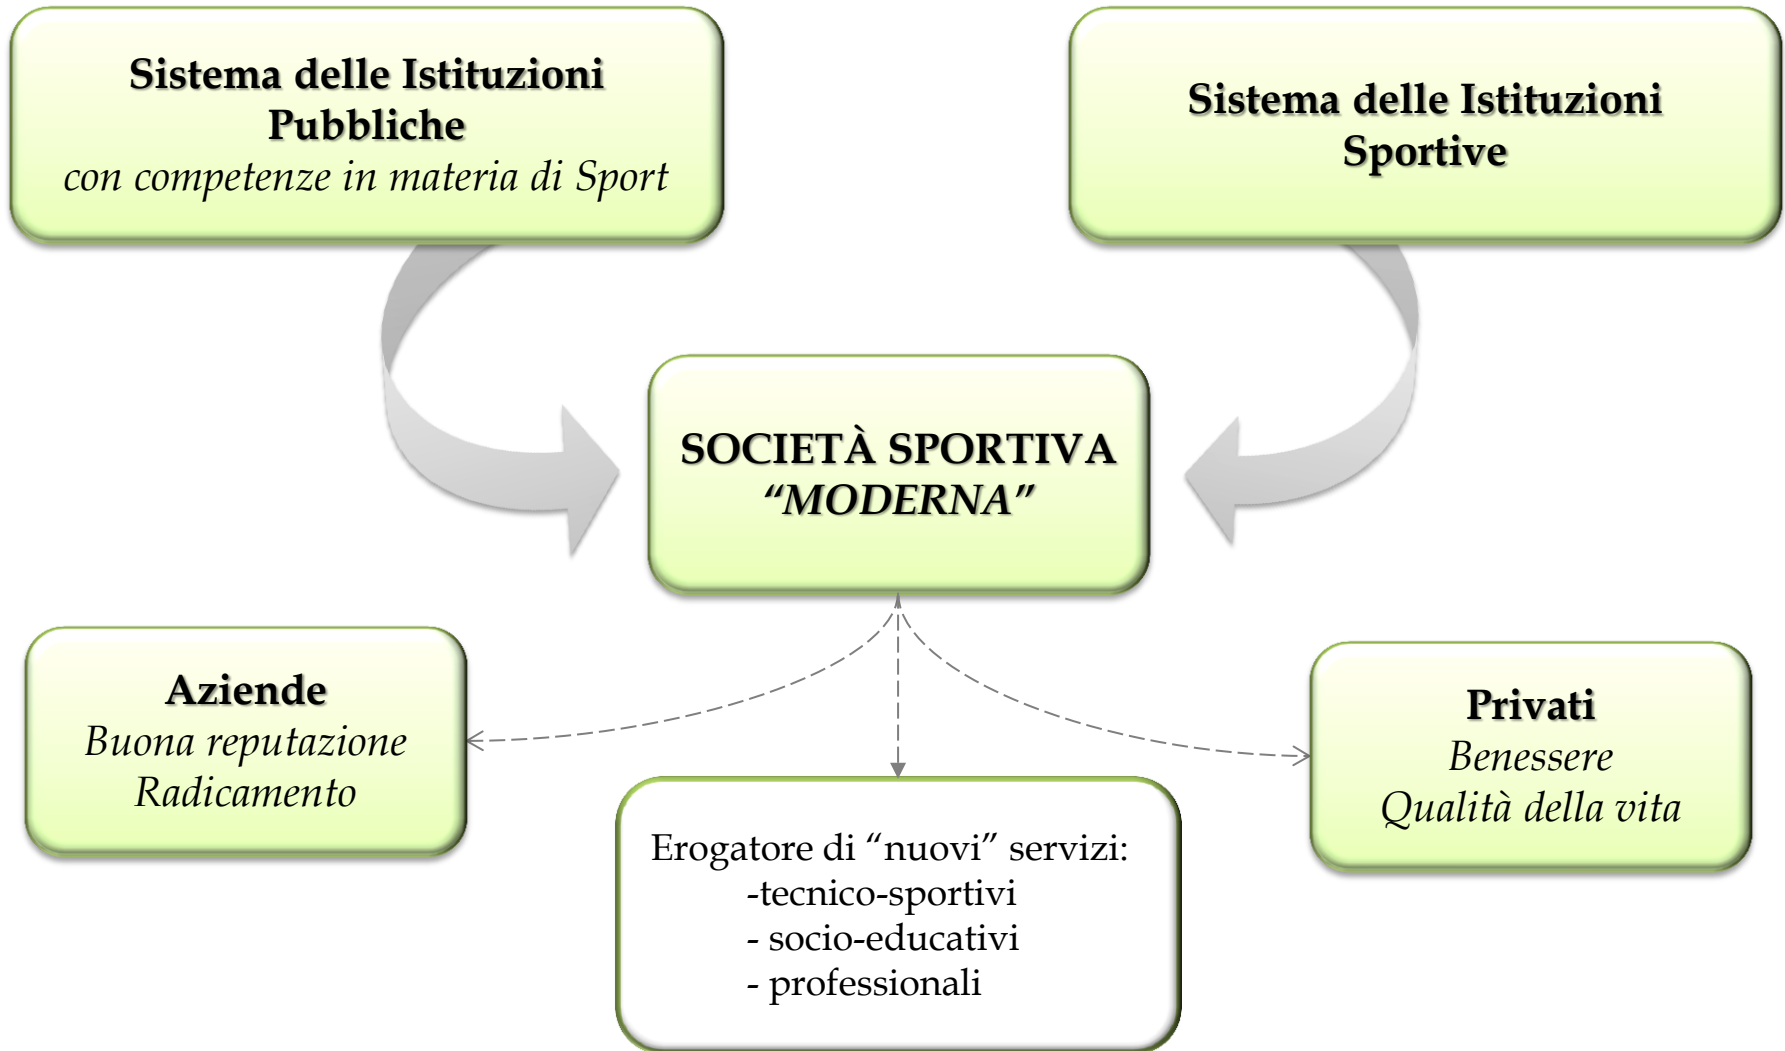 Sistema delle Istituzioni
Pubbliche
con competenze in materia di Sport
Sistema delle Istituzioni
Sportive
SOCIETÀ SPORTIVA
“MODERNA”
Aziende
Buona reputazione
Radicamento
Privati
Benessere
Qualità della vita
Erogatore di “nuovi” servizi:
-tecnico-sportivi
- socio-educativi
- professionali